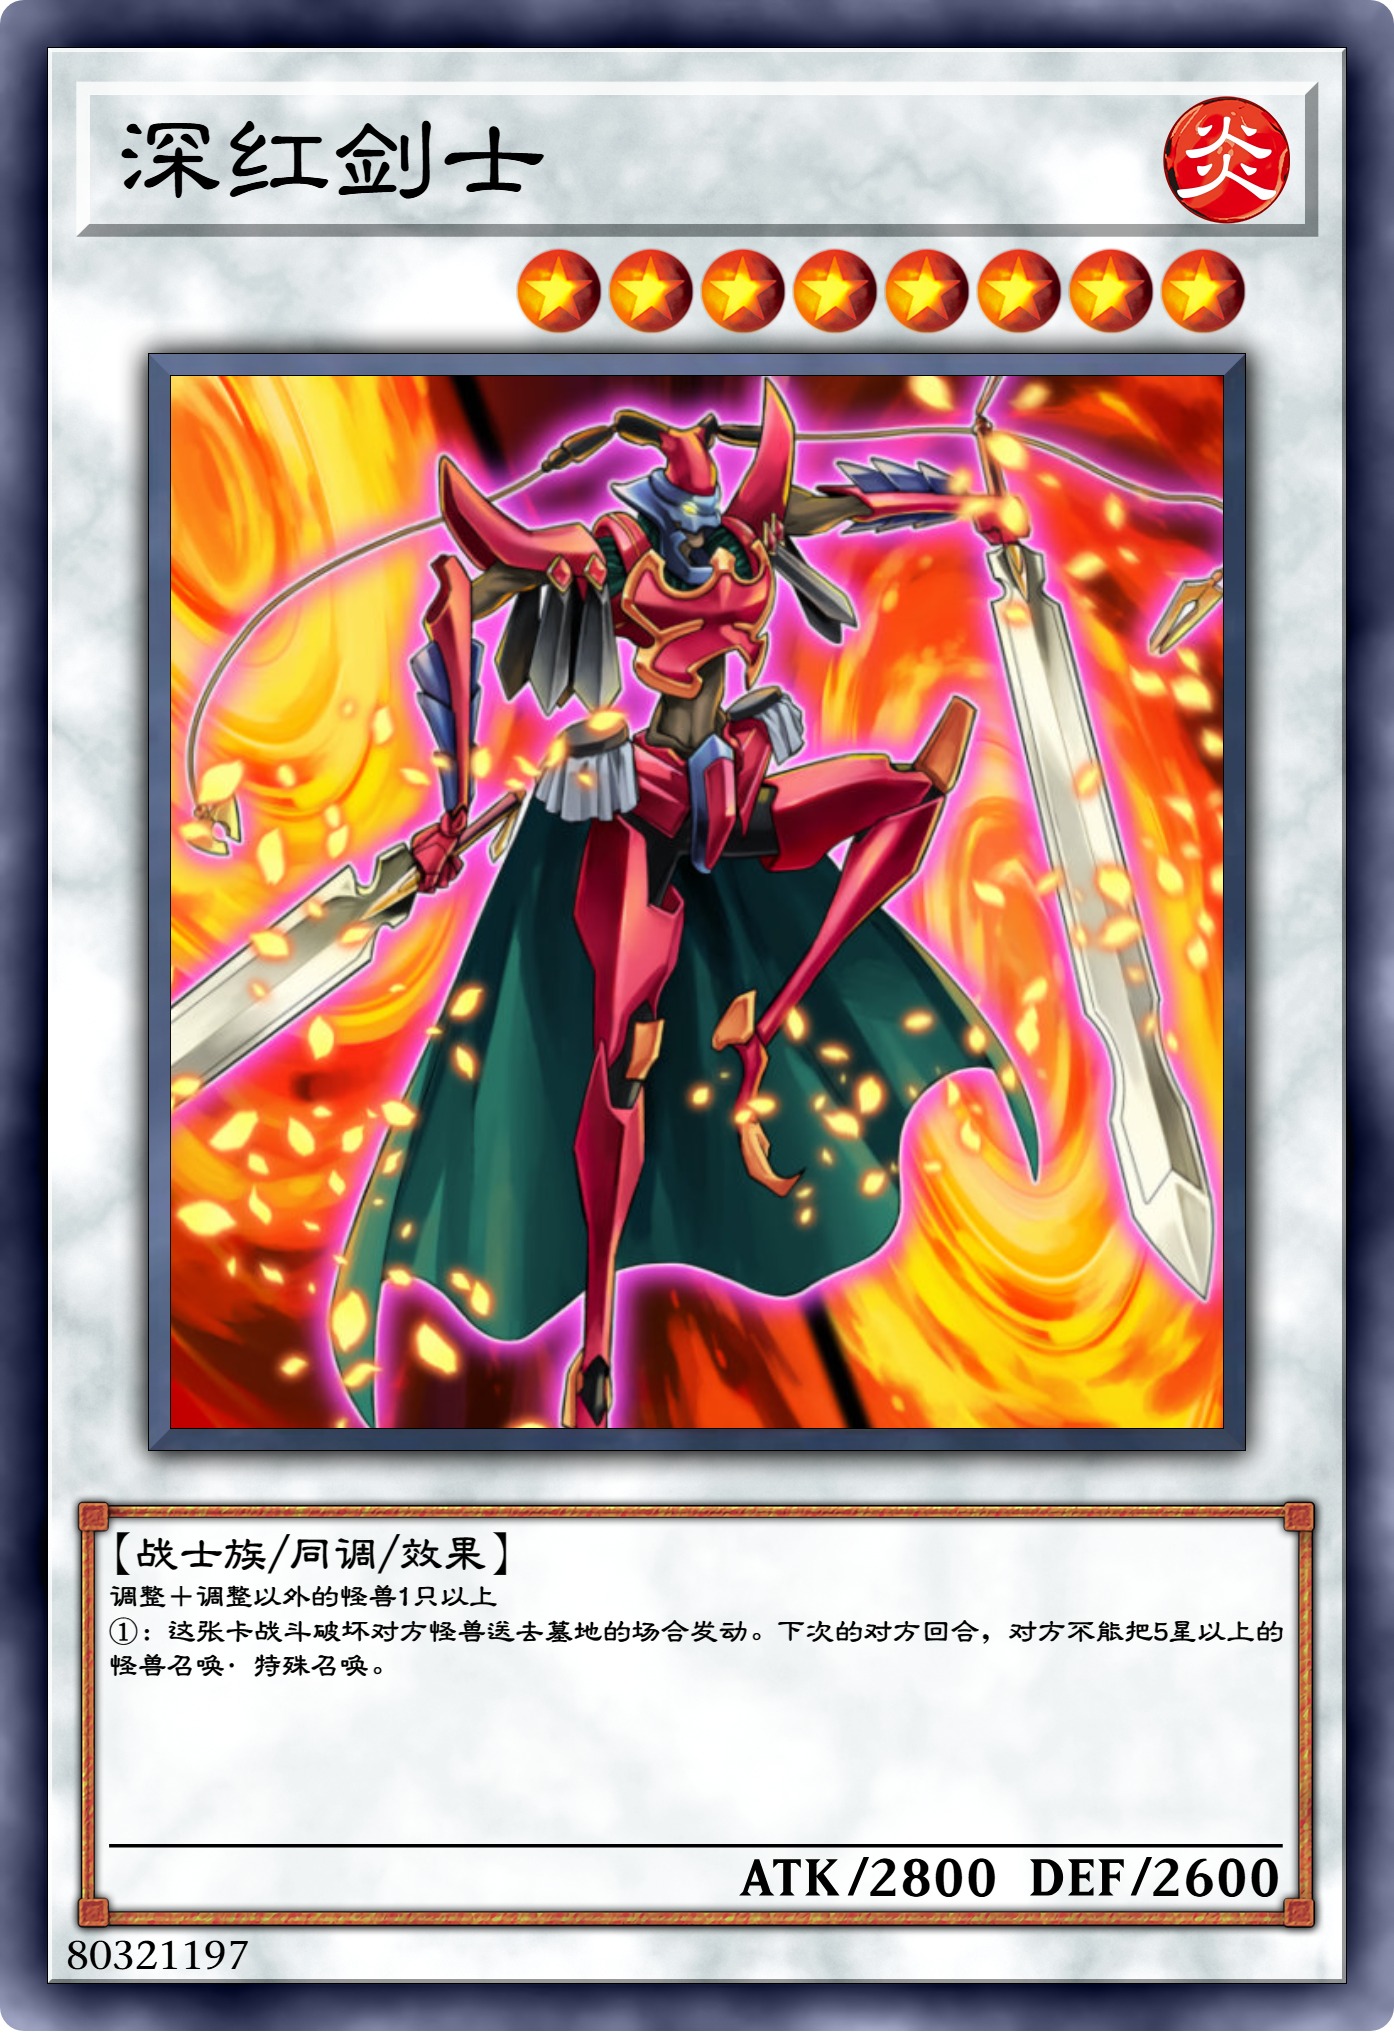 深红剑士
炎
【战士族/同调/效果】
调整＋调整以外的怪兽1只以上
①：这张卡战斗破坏对方怪兽送去墓地的场合发动。下次的对方回合，对方不能把5星以上的
怪兽召唤·特殊召唤。
ATK/2800 DEF/2600
80321197